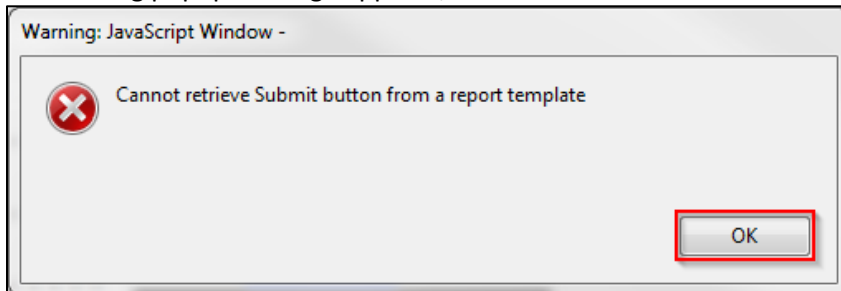 Warning: JavaScript Window -
Cannot retrieve Submit button from a report template
OK